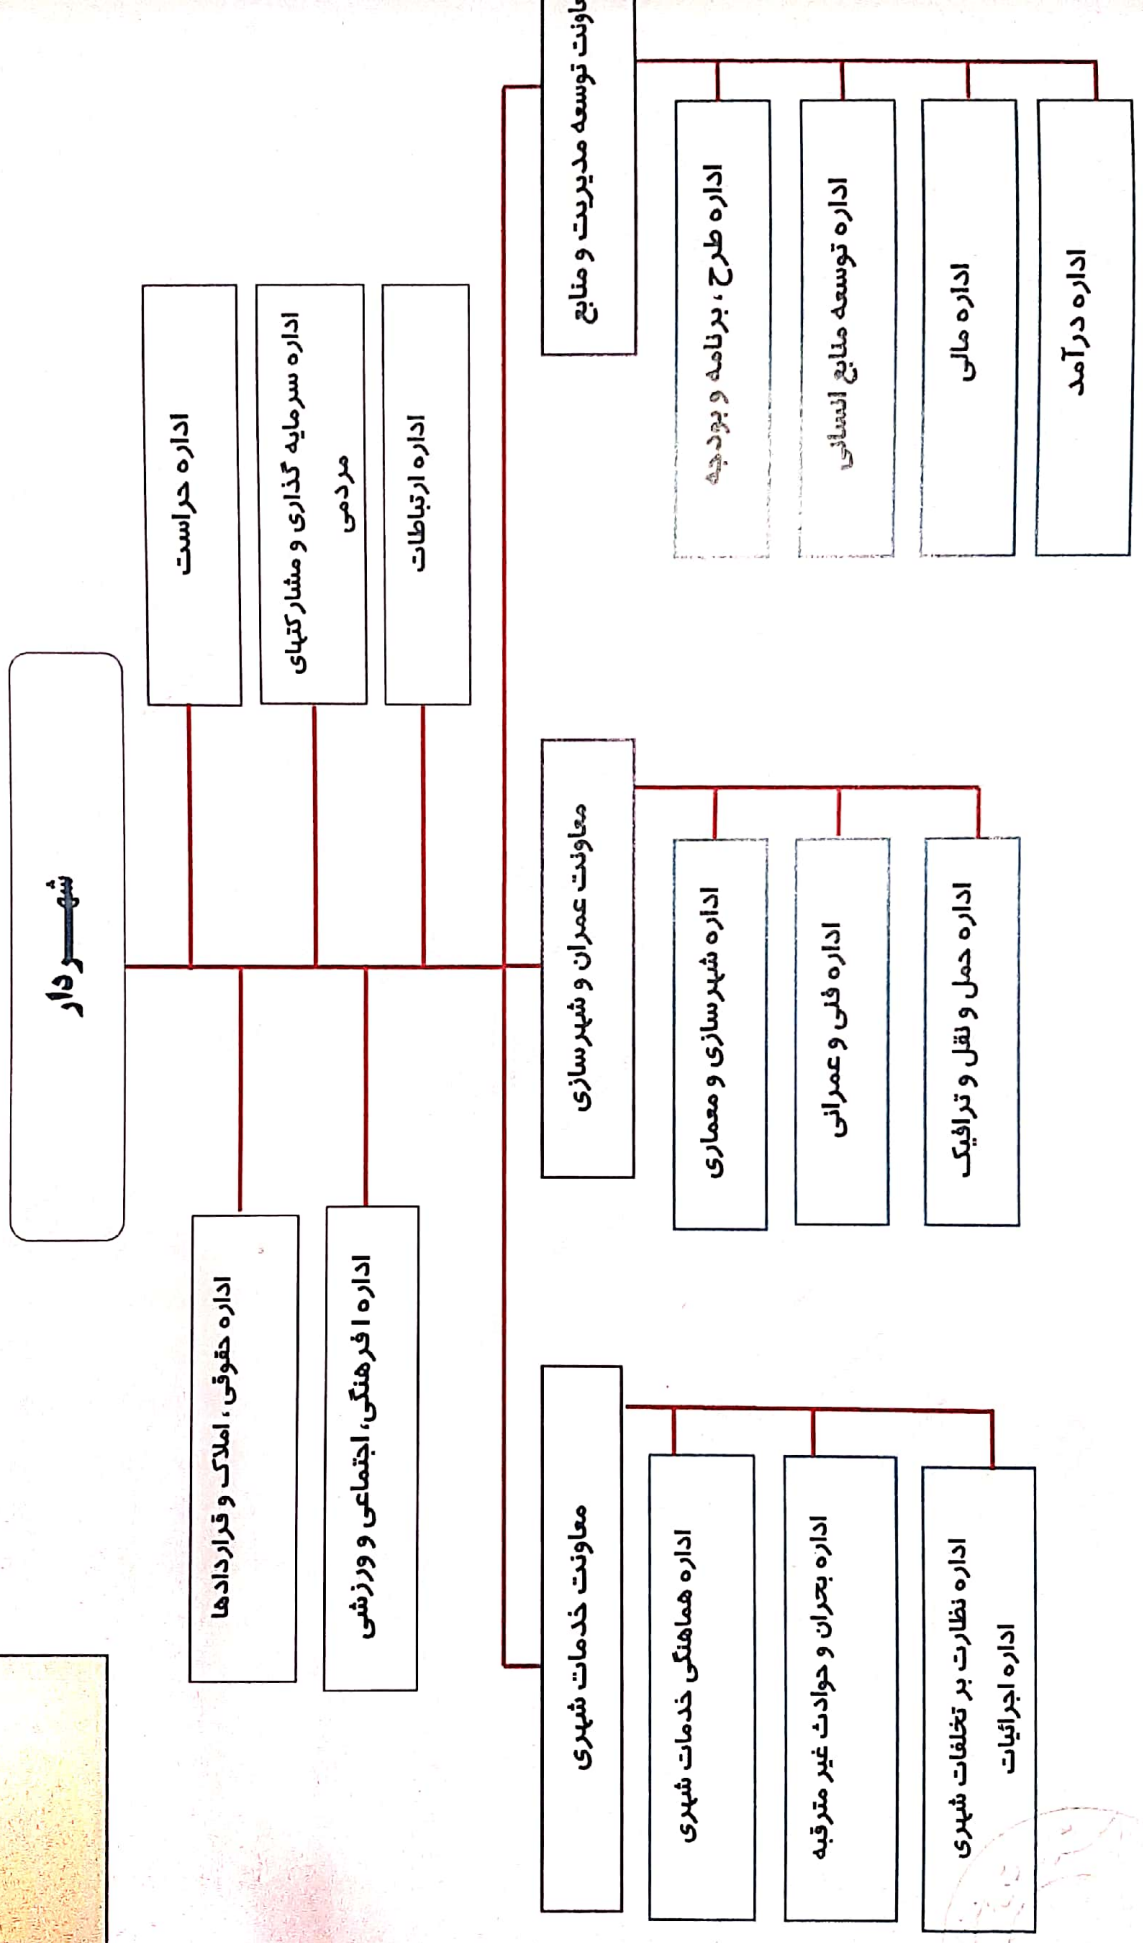 شهردار
اداره حراست
اداره سرمایه گذاری و مشارکتهای
مردمی
اداره ارتباطات
اداره حقوقی، املاک و قراردادها
اداره ا فرهنگی، اجتماعی و ورزشی
معاونت توسعه مدیریت و منابع
اداره طرح، برنامه و بودجه
اداره توسعه منابع انسانی
اداره مالی
اداره درآمد
معاونت عمران و شهرسازی
اداره شهرسازی و معماری
اداره فنی و عمرانی
اداره حمل و نقل و ترافیک
معاونت خدمات شهری
اداره هماهنگی خدمات شهری
اداره بحران و حوادث غیر مترقبه
اداره نظارت بر تخلفات شهری
اداره اجرائیات